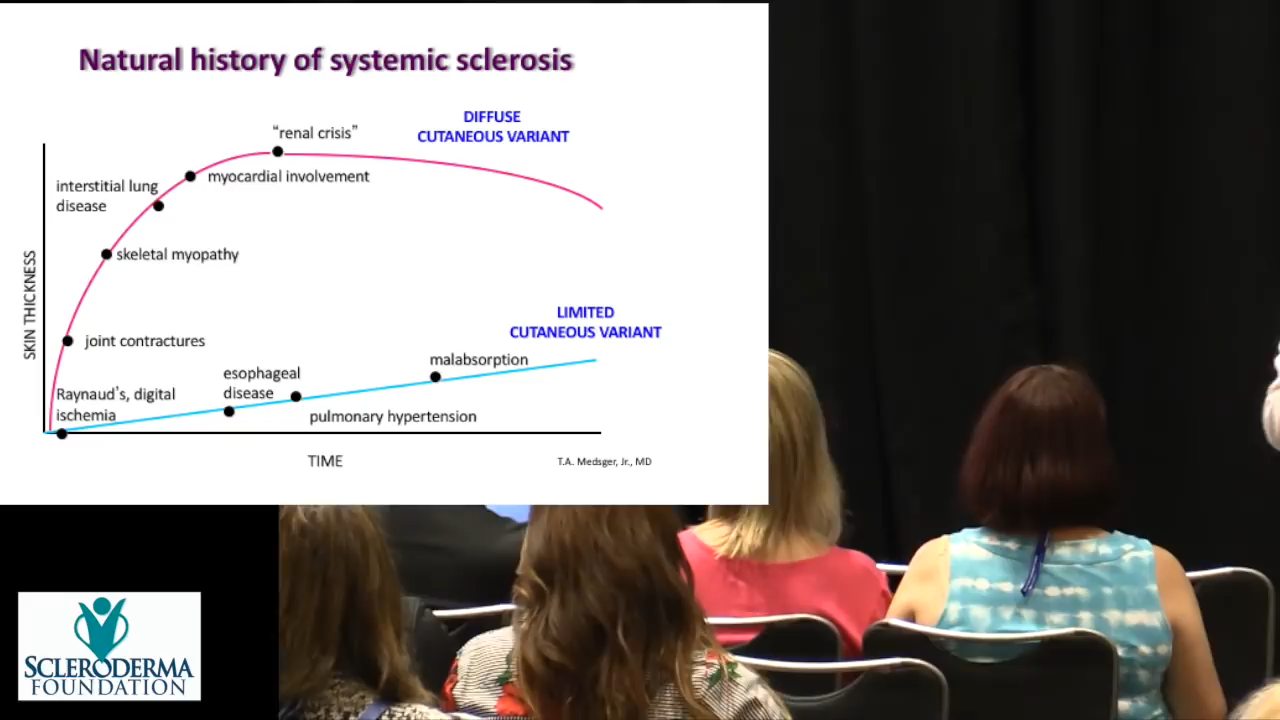 Natural history of systemic sclerosis
DIFFUSE
CUTANEOUS VARIANT
“renal crisis”
myocardial involvement
interstitial lung
disease
skeletal myopathy
SKIN THICKNESS
joint contractures
LIMITED
CUTANEOUS VARIANT
malabsorption
esophageal
disease
Raynaud’s, digital
ischemia
pulmonary hypertension
TIME
T.A. Medsger, Jr., MD
SCLERODERMA
FOUNDATION